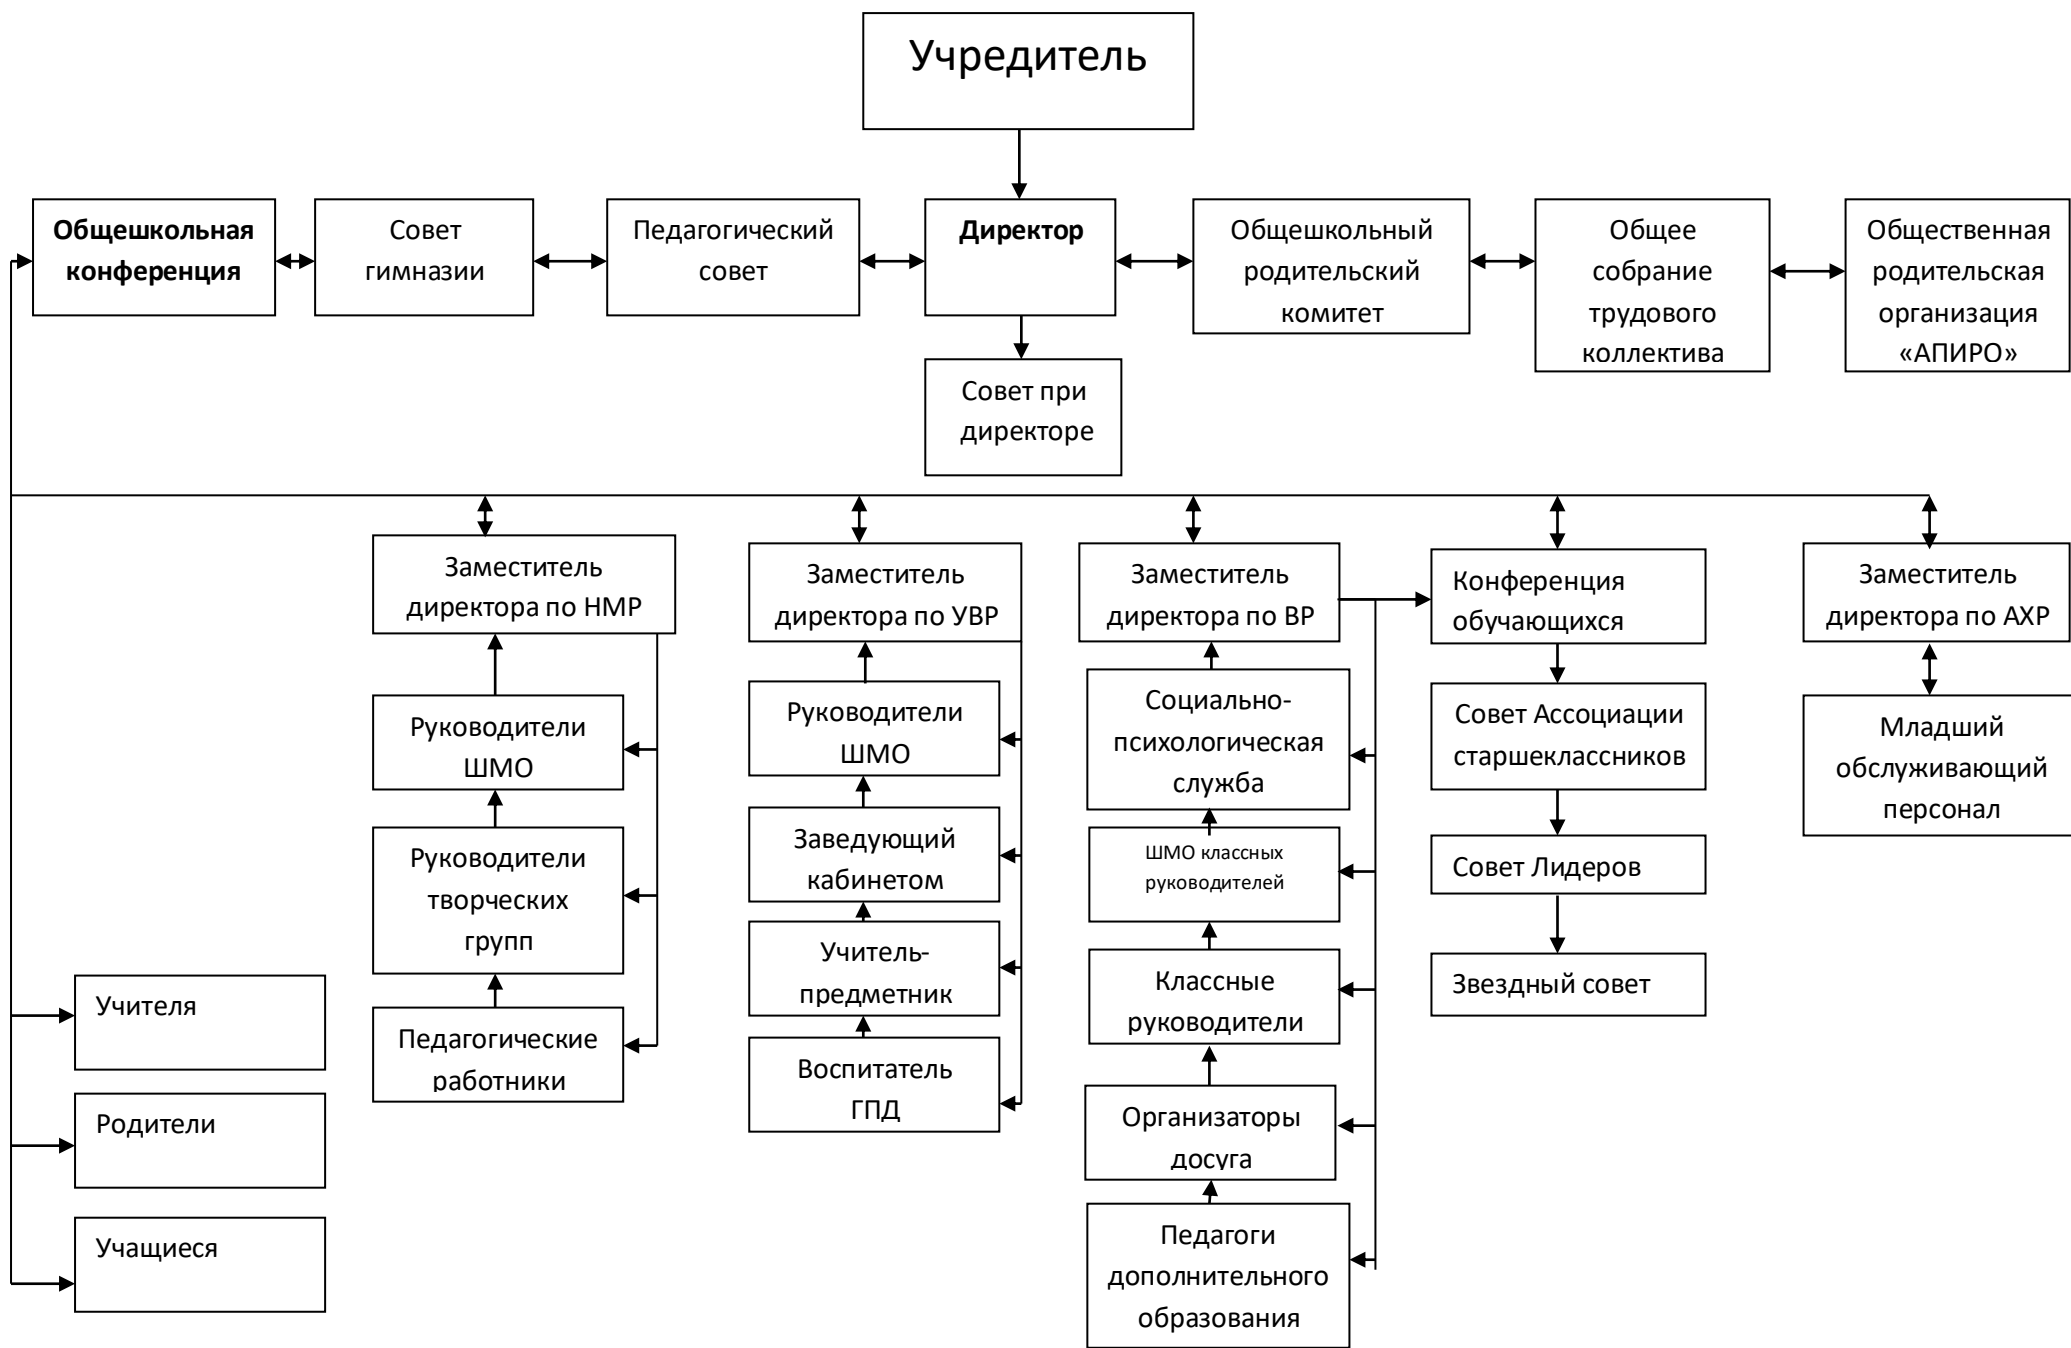 Учредитель
Общешкольная
конференция
Совет
гимназии
Педагогический
совет
Директор
Общешкольный
родительский
комитет
Общее
собрание
трудового
коллектива
Общественная
родительская
организация
«АПИРО»
Совет при
директоре
Заместитель
директора по НМР
Заместитель
директора по УВР
Заместитель
директора по ВР
Конференция
обучающихся
Заместитель
директора по АХР
Руководители
ШМО
Руководители
творческих
групп
Педагогические
работники
Руководители
ШМО
Заведующий
кабинетом
Учитель-
предметник
Воспитатель
ГПД
Социально-
психологическая
служба
ШМО классных
руководителей
Классные
руководители
Организаторы
досуга
Педагоги
дополнительного
образования
Совет Ассоциации
старшеклассников
Совет Лидеров
Звездный совет
Младший
обслуживающий
персонал
Учителя
Родители
Учащиеся